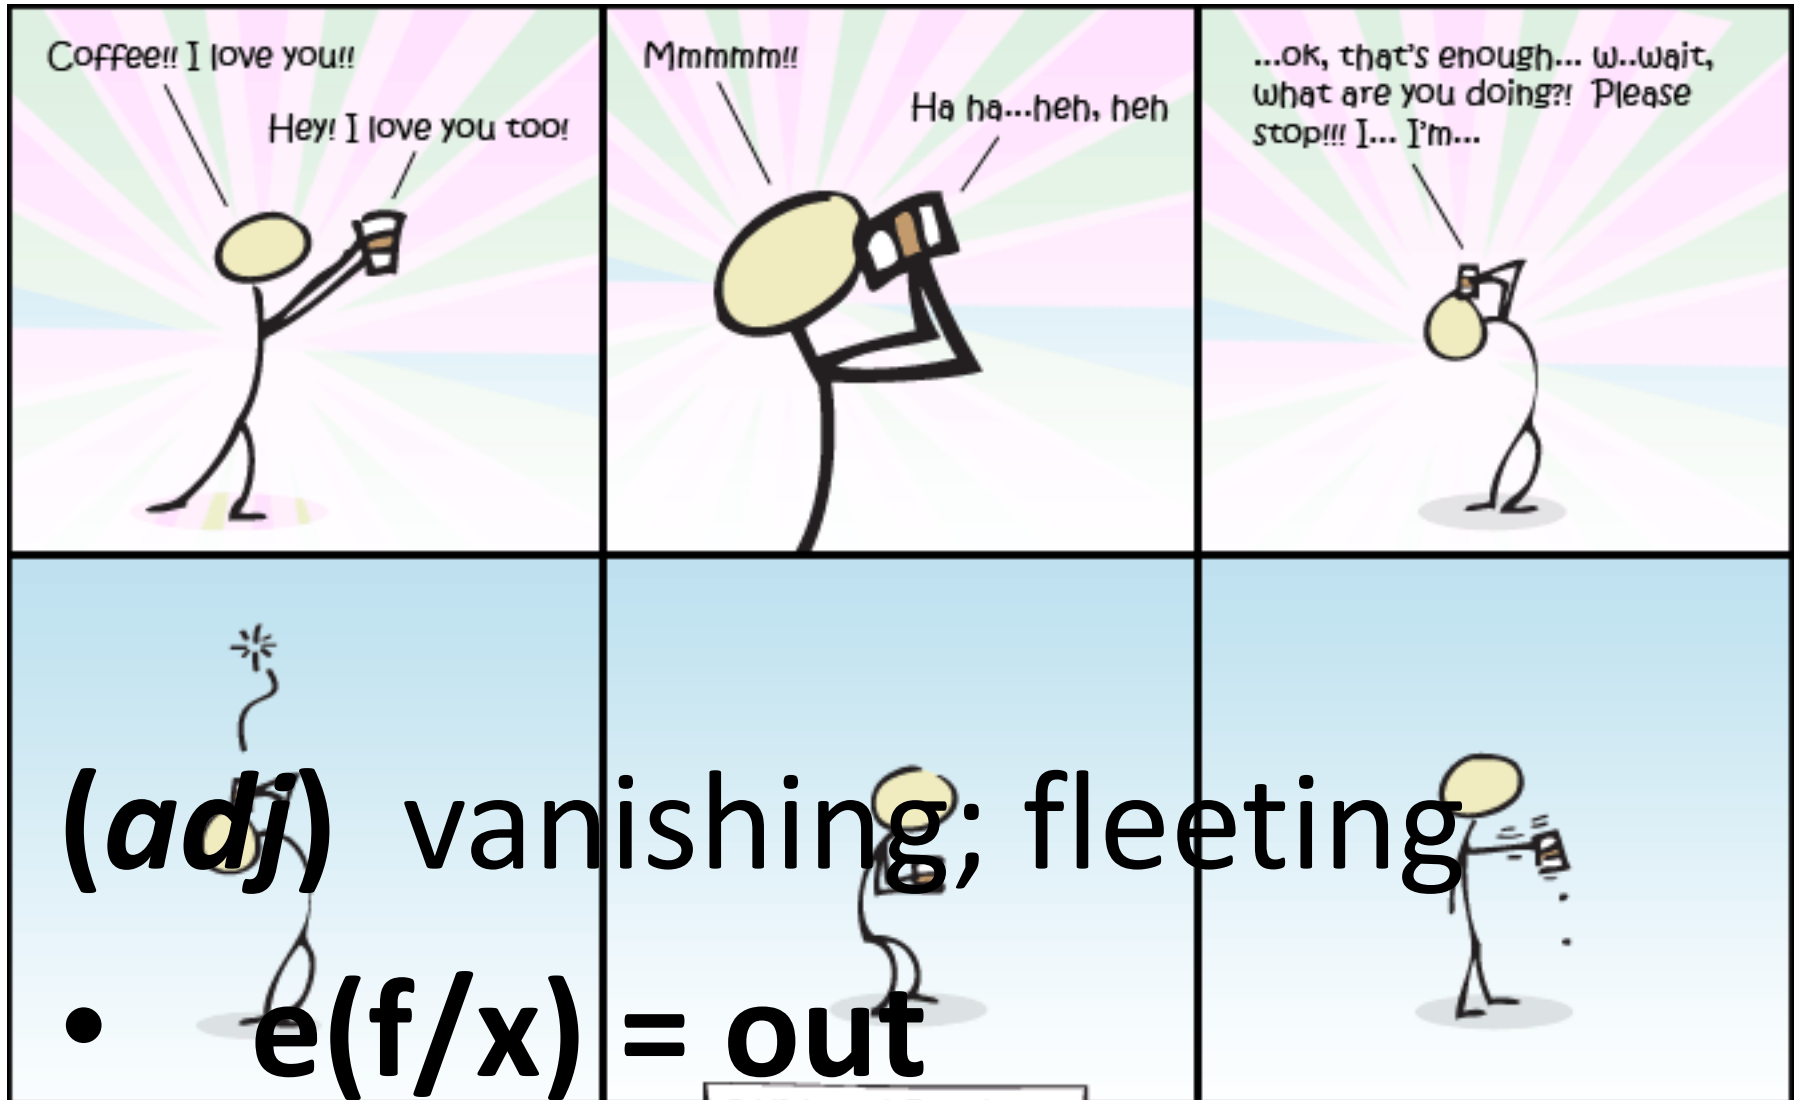 Coffee!! I love you!!
Hey! I love you too!
Mmmmm!!
Ha ha...heh, heh
...ok, that's enough... w..wait,
what are you doing?! Please
stop!!! I... I'm...
(adj) vanishing; fleeting
• e(f/x) = out